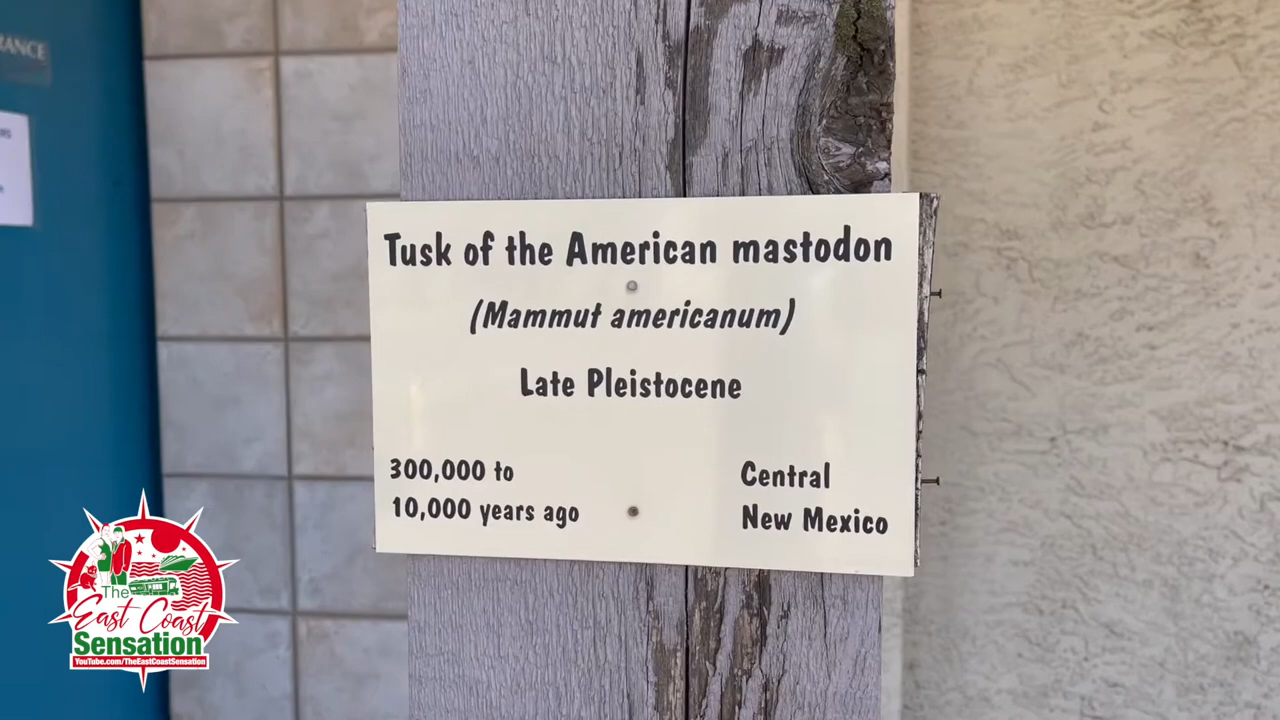 RANCE
Tusk of the American mastodon
(Mammut americanum)
Late Pleistocene
300,000 to
10,000 years ago
Central
New Mexico
The
East Coast
Sensation
YouTube.com/TheEastCoastSensation